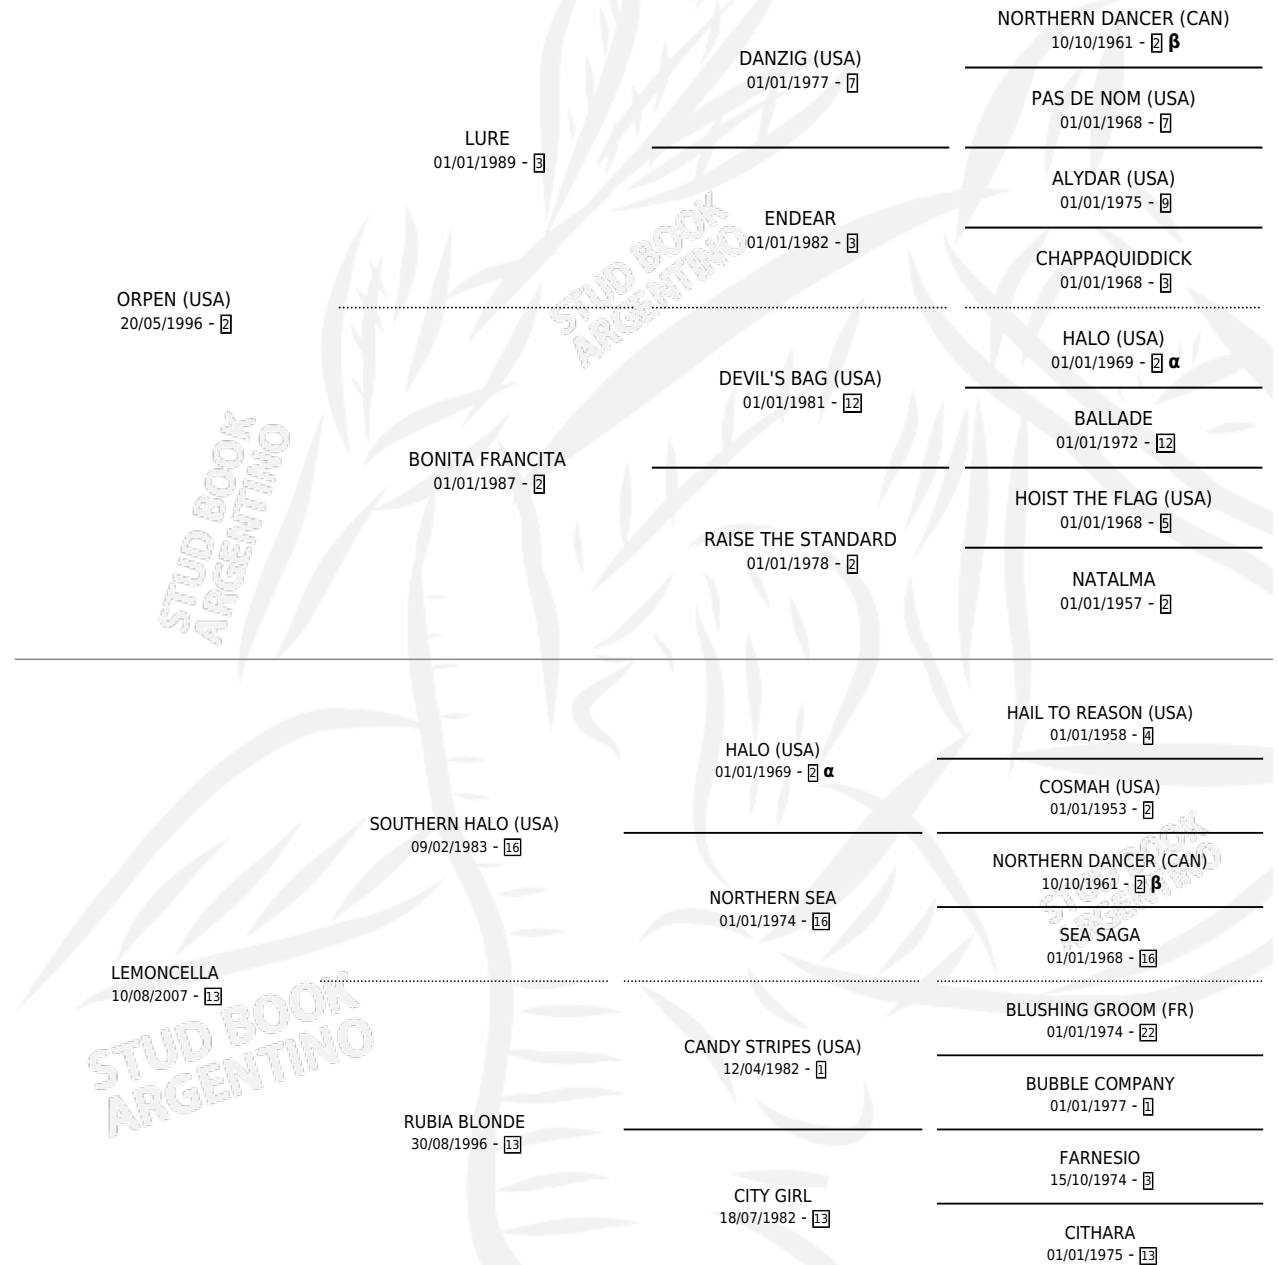 NORTHERN DANCER (CAN)
10/10/1961 - 2 β
DANZIG (USA)
01/01/1977 - 7
PAS DE NOM (USA)
01/01/1968 - 7
LURE
01/01/1989 - 3
ALYDAR (USA)
01/01/1975 - 9
ENDEAR
01/01/1982 - 3
CHAPPAQUIDDICK
01/01/1968 - 3
ORPEN (USA)
20/05/1996 - 2
HALO (USA)
01/01/1969 - 2 α
DEVIL'S BAG (USA)
01/01/1981 - 12
BALLADE
01/01/1972 - 12
BONITA FRANCITA
01/01/1987 - 2
HOIST THE FLAG (USA)
01/01/1968 - 5
RAISE THE STANDARD
01/01/1978 - 2
NATALMA
01/01/1957 - 2
HAIL TO REASON (USA)
01/01/1958 - 4
HALO (USA)
01/01/1969 - 2 α
COSMAH (USA)
01/01/1953 - 2
SOUTHERN HALO (USA)
09/02/1983 - 16
NORTHERN DANCER (CAN)
10/10/1961 - 2 β
NORTHERN SEA
01/01/1974 - 16
SEA SAGA
01/01/1968 - 16
LEMONCELLA
10/08/2007 - 13
BLUSHING GROOM (FR)
01/01/1974 - 22
CANDY STRIPES (USA)
12/04/1982 - 1
BUBBLE COMPANY
01/01/1977 - 1
RUBIA BLONDE
30/08/1996 - 13
FARNESIO
15/10/1974 - 3
CITY GIRL
18/07/1982 - 13
CITHARA
01/01/1975 - 13
STUD BOOK
ARGENTINO
STUD BOOK
ARGENTINO
STUD BOOK
ARGENTINO
STUD BOOK
ARGENTINO